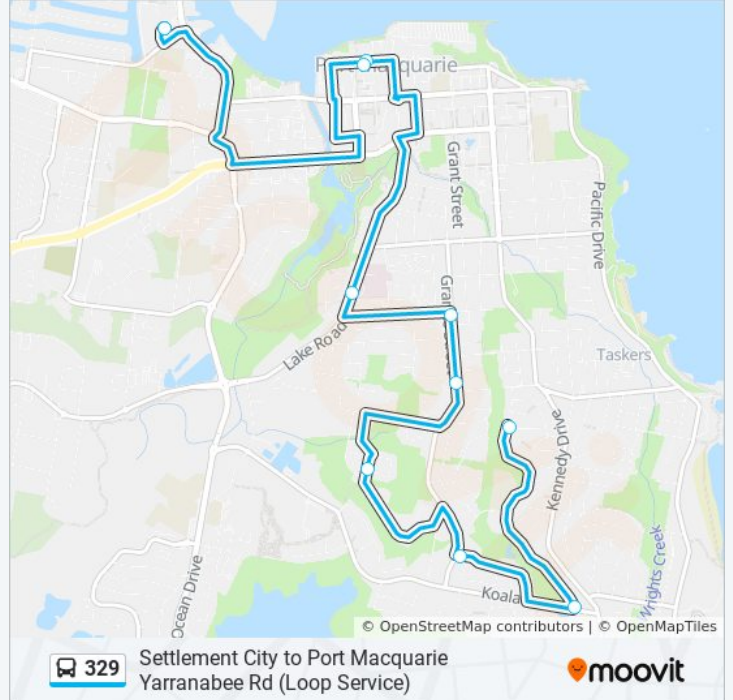 Port Macquarie
Grant Street
Pacific Drive
Lake Road
Taskers
Kennedy Drive
Wrights Creek
Ocean Drive
Koala
© OpenStreetMap contributors | © OpenMapTiles
329
Settlement City to Port Macquarie
Yarranabee Rd (Loop Service)
moovit